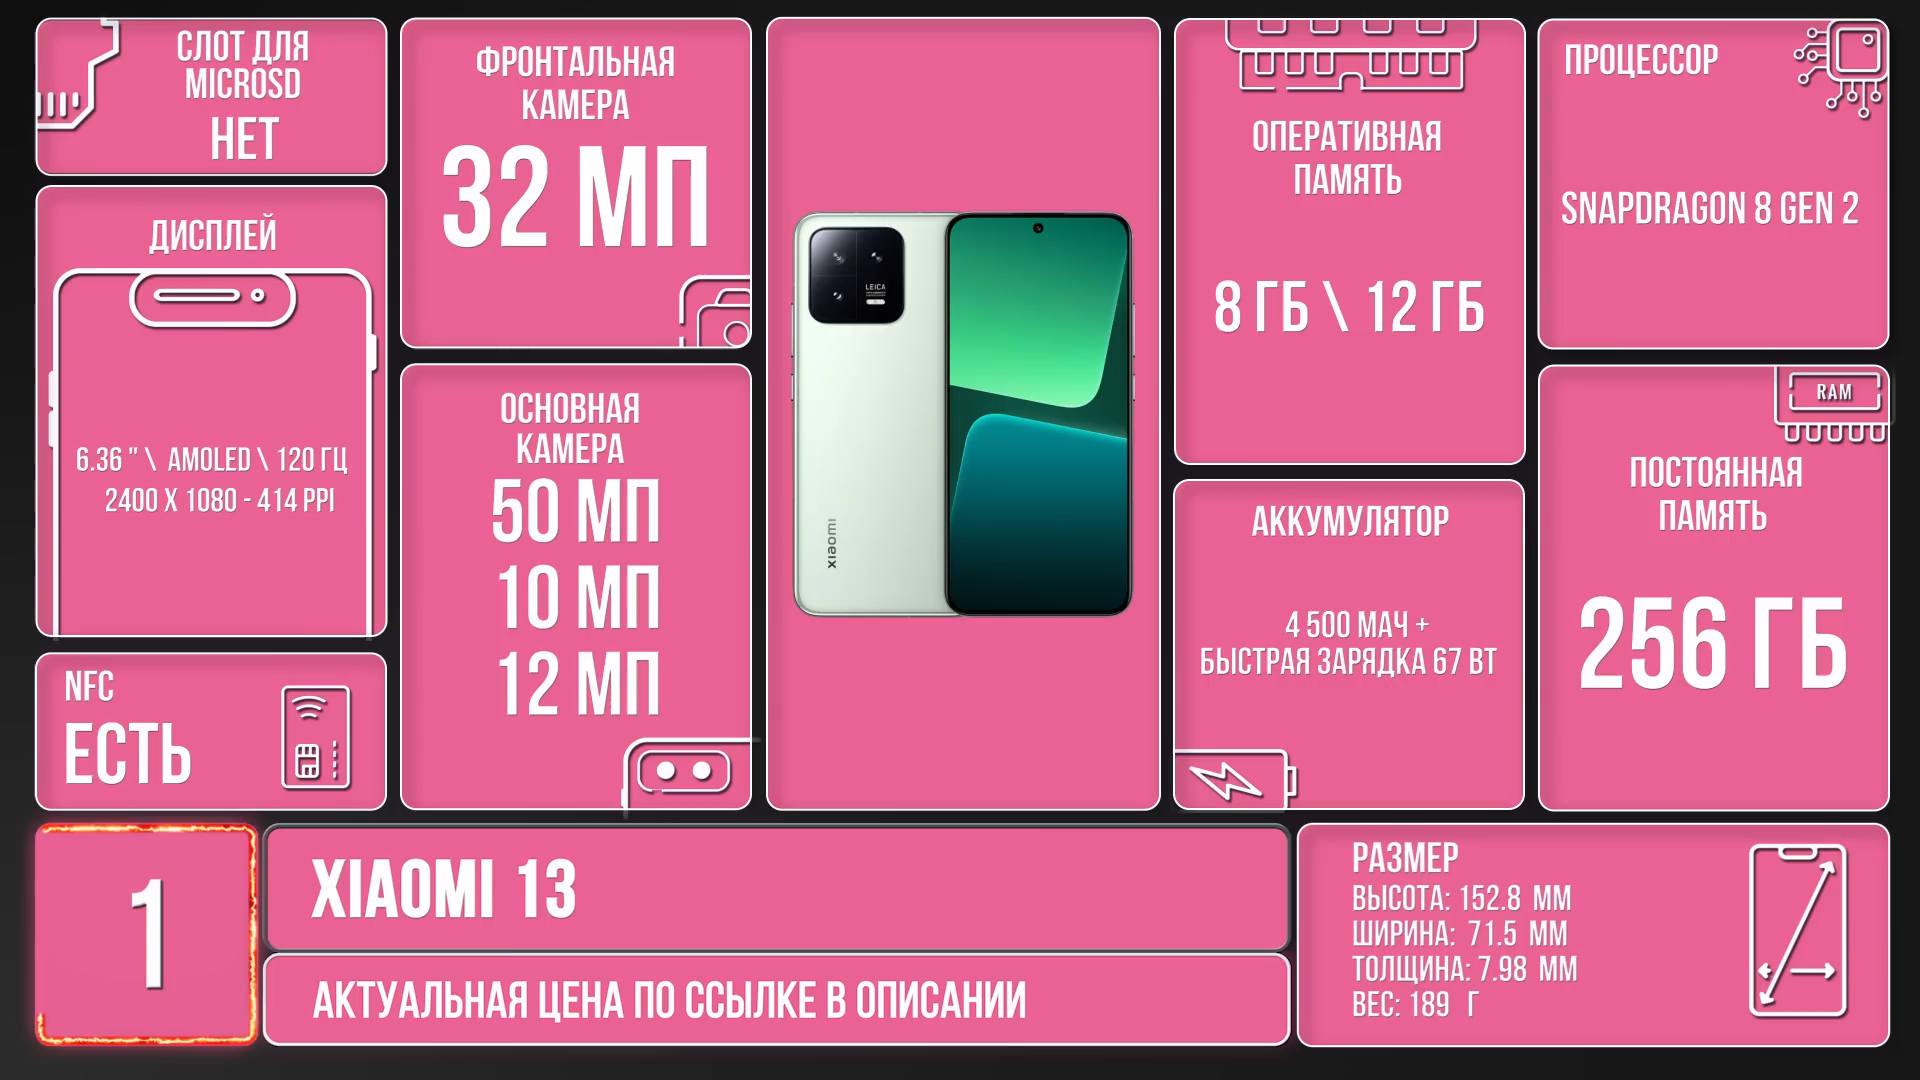 СЛОТ ДЛЯ
MICROSD
НЕТ
ДИСПЛЕЙ
6.36 " \ AMOLED \ 120 ГЦ
2400 X 1080 - 414 PPI
NFC
ЕСТЬ
ФРОНТАЛЬНАЯ
КАМЕРА
32 МП
ОСНОВНАЯ
КАМЕРА
50 МП
10 МП
12 МП
LEICA
xiaomi
ОПЕРАТИВНАЯ
ПАМЯТЬ
8 ГБ \ 12 ГБ
АККУМУЛЯТОР
4 500 МАЧ +
БЫСТРАЯ ЗАРЯДКА 67 ВТ
ПРОЦЕССОР
SNAPDRAGON 8 GEN 2
RAM
ПОСТОЯННАЯ
ПАМЯТЬ
256 ГБ
1
XIAOMI 13
АКТУАЛЬНАЯ ЦЕНА ПО ССЫЛКЕ В ОПИСАНИИ
РАЗМЕР
ВЫСОТА: 152.8 ММ
ШИРИНА: 71.5 ММ
ТОЛЩИНА: 7.98 ММ
ВЕС: 189 Г